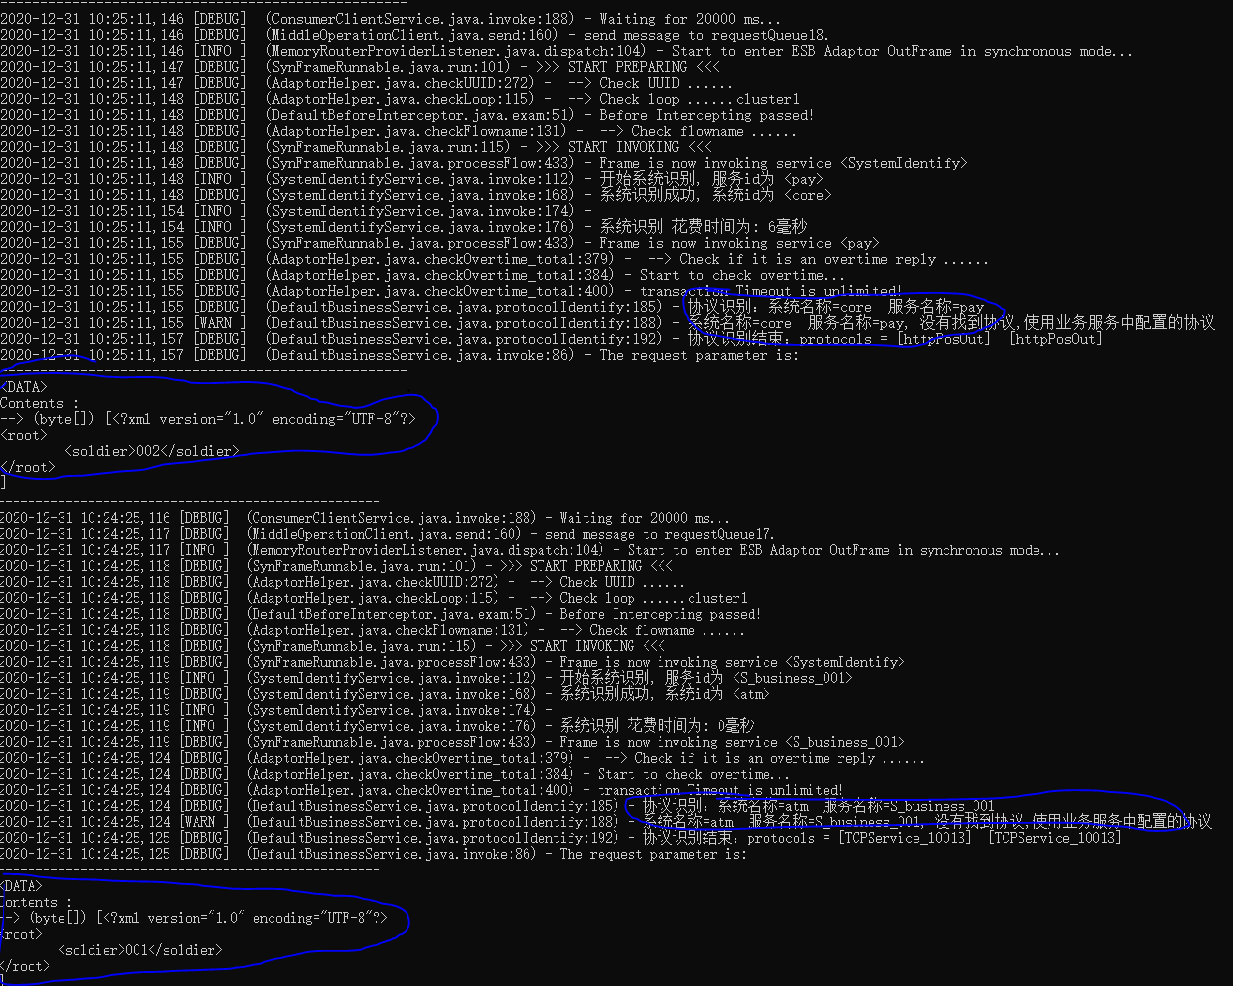 --------------------------------------------------
2020-12-31 10:25:11,146 [DEBUG]  (ConsumerClientService.java.invoke:188) - Waiting for 20000 ms...
2020-12-31 10:25:11,146 [DEBUG]  (MiddleOperationClient.java.send:160) - send message to requestQueue18.
2020-12-31 10:25:11,146 [INFO ]  (MemoryRouterProviderListener.java.dispatch:104) - Start to enter ESB Adaptor OutFrame in synchronous mode...
2020-12-31 10:25:11,147 [DEBUG]  (SynFrameRunnable.java.run:101) - >>> START PREPARING <<<
2020-12-31 10:25:11,147 [DEBUG]  (AdaptorHelper.java.checkUUID:272) -  --> Check UUID ......
2020-12-31 10:25:11,148 [DEBUG]  (AdaptorHelper.java.checkLoop:115) -  --> Check loop ......cluster1
2020-12-31 10:25:11,148 [DEBUG]  (DefaultBeforeInterceptor.java.exam:51) - Before Intercepting passed!
2020-12-31 10:25:11,148 [DEBUG]  (AdaptorHelper.java.checkFlowname:131) -  --> Check flowname ......
2020-12-31 10:25:11,148 [DEBUG]  (SynFrameRunnable.java.run:115) - >>> START INVOKING <<<
2020-12-31 10:25:11,148 [DEBUG]  (SynFrameRunnable.java.processFlow:433) - Frame is now invoking service <SystemIdentify>
2020-12-31 10:25:11,148 [INFO ]  (SystemIdentifyService.java.invoke:112) - 开始系统识别, 服务id为 <pay>
2020-12-31 10:25:11,148 [DEBUG]  (SystemIdentifyService.java.invoke:168) - 系统识别成功, 系统id为 <core>
2020-12-31 10:25:11,154 [INFO ]  (SystemIdentifyService.java.invoke:174) -
2020-12-31 10:25:11,154 [INFO ]  (SystemIdentifyService.java.invoke:176) - 系统识别 花费时间为: 6毫秒
2020-12-31 10:25:11,155 [DEBUG]  (SynFrameRunnable.java.processFlow:433) - Frame is now invoking service <pay>
2020-12-31 10:25:11,155 [DEBUG]  (AdaptorHelper.java.checkOvertime_total:379) -  --> Check if it is an overtime reply ......
2020-12-31 10:25:11,155 [DEBUG]  (AdaptorHelper.java.checkOvertime_total:384) - Start to check overtime...
2020-12-31 10:25:11,155 [DEBUG]  (AdaptorHelper.java.checkOvertime_total:400) - transaction Timeout is unlimited!
2020-12-31 10:25:11,155 [DEBUG]  (DefaultBusinessService.java.protocolIdentify:185) - 协议识别: 系统名称=core  服务名称=pay
2020-12-31 10:25:11,155 [WARN ]  (DefaultBusinessService.java.protocolIdentify:188) - 系统名称=core  服务名称=pay, 没有找到协议,使用业务服务中配置的协议
2020-12-31 10:25:11,157 [DEBUG]  (DefaultBusinessService.java.protocolIdentify:192) - 协议识别结束: protocols = [httpPosOut]  [httpPosOut]
2020-12-31 10:25:11,157 [DEBUG]  (DefaultBusinessService.java.invoke:86) - The request parameter is:
--------------------------------------------------
<DATA>
Contents :
--> (byte[]) [<?xml version="1.0" encoding="UTF-8"?>
<root>
<soldier>002</soldier>
</root>
]
--------------------------------------------------
2020-12-31 10:24:25,116 [DEBUG]  (ConsumerClientService.java.invoke:188) - Waiting for 20000 ms...
2020-12-31 10:24:25,117 [DEBUG]  (MiddleOperationClient.java.send:160) - send message to requestQueue17.
2020-12-31 10:24:25,117 [INFO ]  (MemoryRouterProviderListener.java.dispatch:104) - Start to enter ESB Adaptor OutFrame in synchronous mode...
2020-12-31 10:24:25,118 [DEBUG]  (SynFrameRunnable.java.run:101) - >>> START PREPARING <<<
2020-12-31 10:24:25,118 [DEBUG]  (AdaptorHelper.java.checkUUID:272) -  --> Check UUID ......
2020-12-31 10:24:25,118 [DEBUG]  (AdaptorHelper.java.checkLoop:115) -  --> Check loop ......cluster1
2020-12-31 10:24:25,118 [DEBUG]  (DefaultBeforeInterceptor.java.exam:51) - Before Intercepting passed!
2020-12-31 10:24:25,118 [DEBUG]  (AdaptorHelper.java.checkFlowname:131) -  --> Check flowname ......
2020-12-31 10:24:25,118 [DEBUG]  (SynFrameRunnable.java.run:115) - >>> START INVOKING <<<
2020-12-31 10:24:25,119 [DEBUG]  (SynFrameRunnable.java.processFlow:433) - Frame is now invoking service <SystemIdentify>
2020-12-31 10:24:25,119 [INFO ]  (SystemIdentifyService.java.invoke:112) - 开始系统识别, 服务id为 <S_business_001>
2020-12-31 10:24:25,119 [DEBUG]  (SystemIdentifyService.java.invoke:168) - 系统识别成功, 系统id为 <atm>
2020-12-31 10:24:25,119 [INFO ]  (SystemIdentifyService.java.invoke:174) -
2020-12-31 10:24:25,119 [INFO ]  (SystemIdentifyService.java.invoke:176) - 系统识别 花费时间为: 0毫秒
2020-12-31 10:24:25,119 [DEBUG]  (SynFrameRunnable.java.processFlow:433) - Frame is now invoking service <S_business_001>
2020-12-31 10:24:25,124 [DEBUG]  (AdaptorHelper.java.checkOvertime_total:379) -  --> Check if it is an overtime reply ......
2020-12-31 10:24:25,124 [DEBUG]  (AdaptorHelper.java.checkOvertime_total:384) - Start to check overtime...
2020-12-31 10:24:25,124 [DEBUG]  (AdaptorHelper.java.checkOvertime_total:400) - transaction Timeout is unlimited!
2020-12-31 10:24:25,124 [DEBUG]  (DefaultBusinessService.java.protocolIdentify:185) - 协议识别: 系统名称=atm  服务名称=S_business_001
2020-12-31 10:24:25,124 [WARN ]  (DefaultBusinessService.java.protocolIdentify:188) - 系统名称=atm  服务名称=S_business_001, 没有找到协议,使用业务服务中配置的协议
2020-12-31 10:24:25,125 [DEBUG]  (DefaultBusinessService.java.protocolIdentify:192) - 协议识别结束: protocols = [TCPService_10013]  [TCPService_10013]
2020-12-31 10:24:25,125 [DEBUG]  (DefaultBusinessService.java.invoke:86) - The request parameter is:
--------------------------------------------------
<DATA>
Contents :
--> (byte[]) [<?xml version="1.0" encoding="UTF-8"?>
<root>
<soldier>001</soldier>
</root>
]